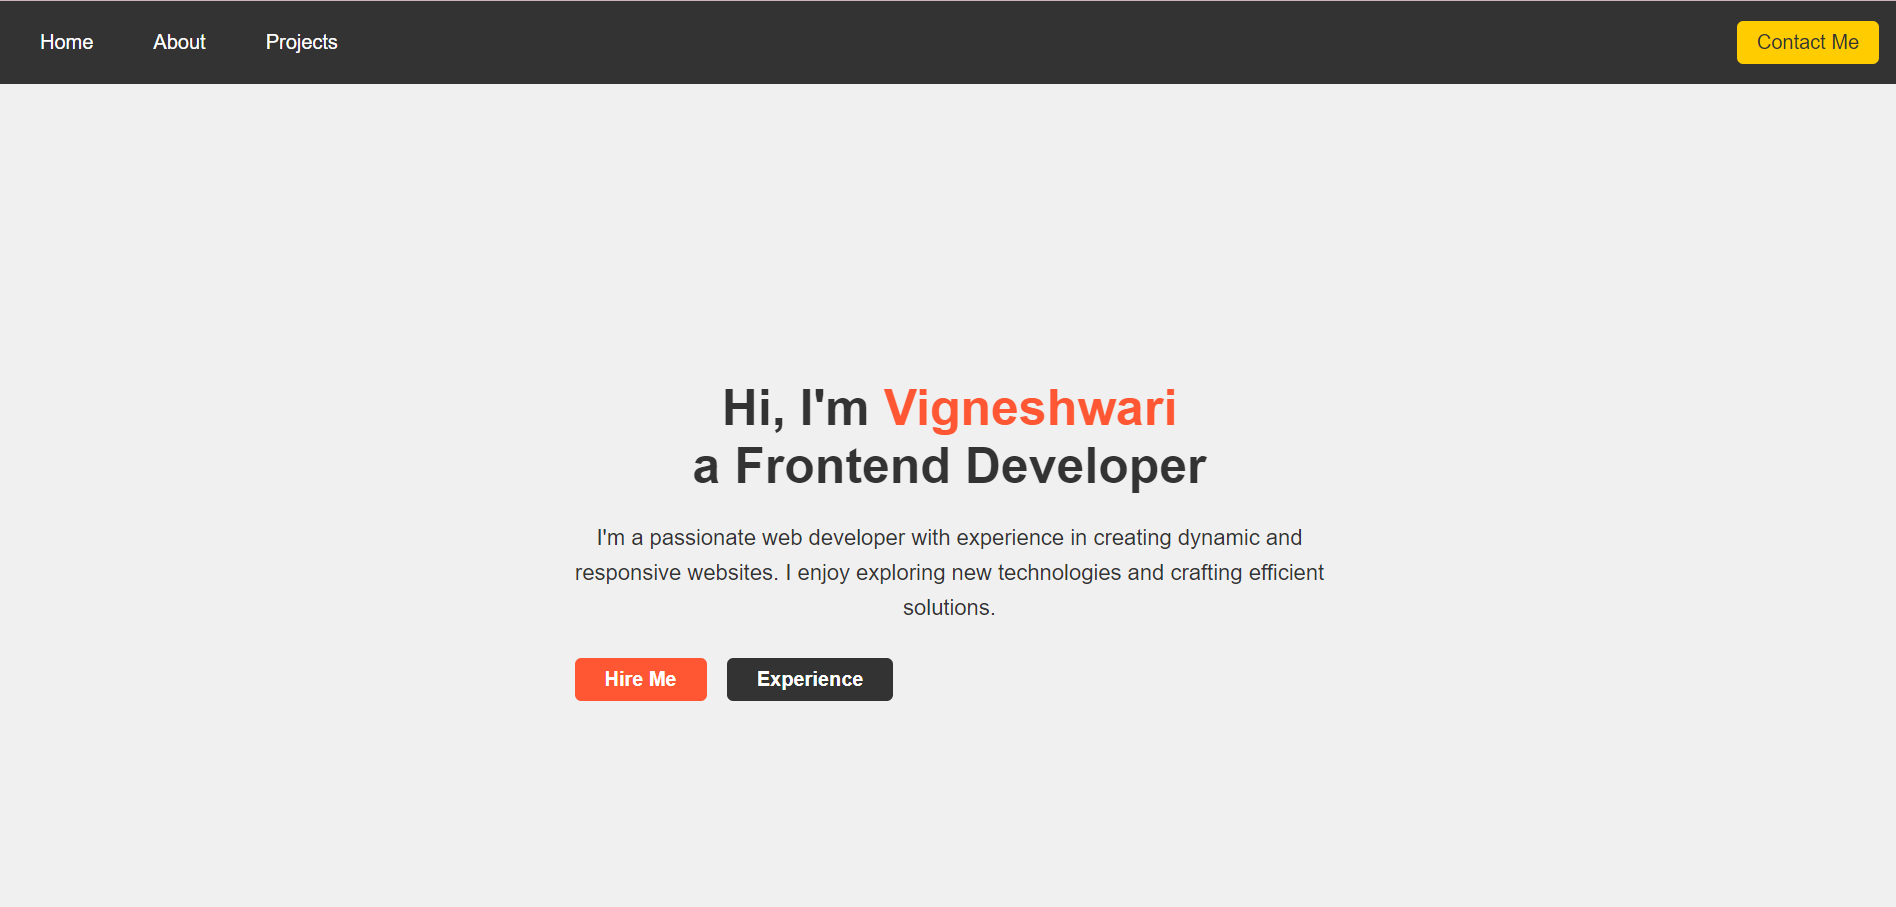 Home About Projects Contact Me
Hi, I'm Vigneshwari
a Frontend Developer
I'm a passionate web developer with experience in creating dynamic and
responsive websites. I enjoy exploring new technologies and crafting efficient
solutions.
Hire Me Experience